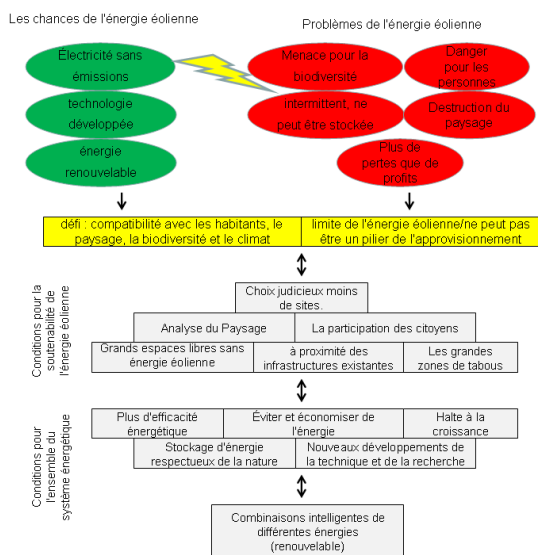 Les chances de l'énergie éolienne
Problèmes de l'énergie éolienne
Électricité sans
émissions
technologie
développée
énergie
renouvelable
Menace pour la
biodiversité
Danger
pour les
personnes
intermittent, ne
peut être stockée
Destruction du
paysage
Plus de
pertes que de
profits
défi : compatibilité avec les habitants, le
paysage, la biodiversité et le climat
limite de l'énergie éolienne/ne peut pas
être un pilier de l'approvisionnement
Conditions pour la
soutenabilité de
l'énergie éolienne
Choix judicieux moins
de sites.
Analyse du Paysage
La participation des citoyens
Grands espaces libres sans
énergie éolienne
à proximité des
infrastructures existantes
Les grandes
zones de tabous
Conditions pour
l'ensemble du
système énergétique
Plus d'efficacité
énergétique
Éviter et économiser de
l'énergie
Halte à la
croissance
Stockage d'énergie
respectueux de la nature
Nouveaux développements de
la technique et de la recherche
Combinaisons intelligentes de
différentes énergies
(renouvelable)